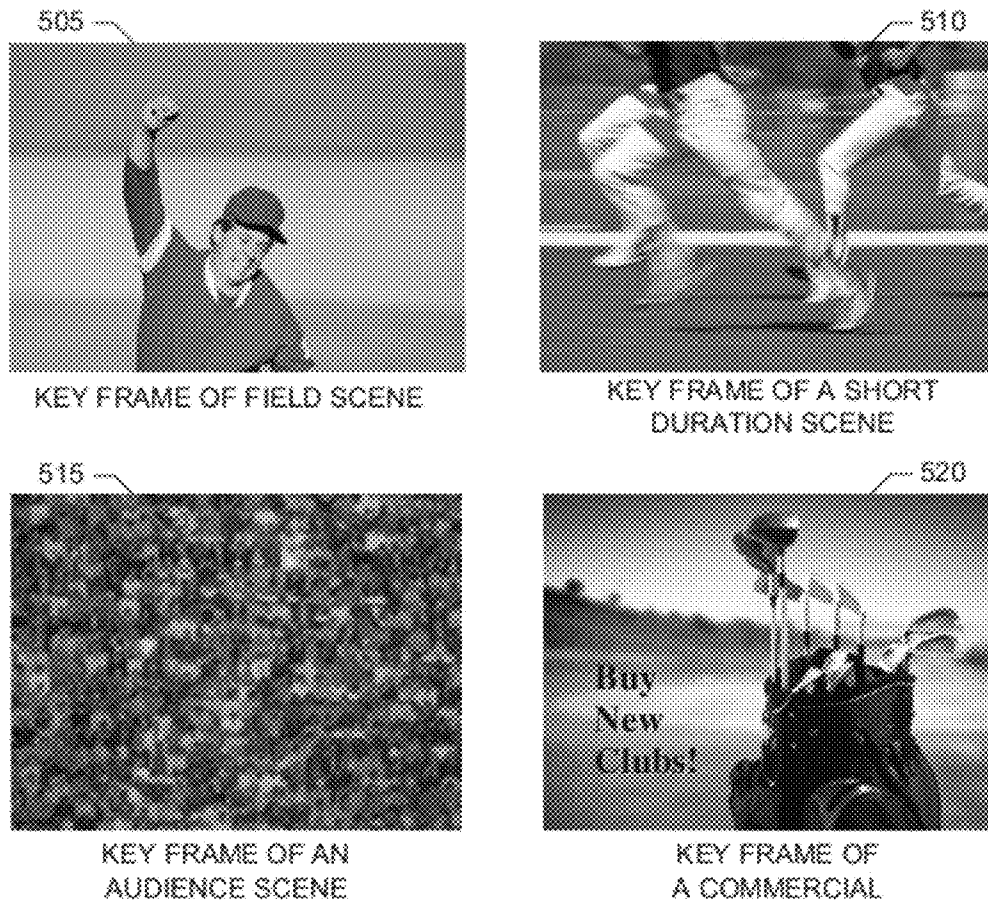 505
510
KEY FRAME OF FIELD SCENE
KEY FRAME OF A SHORT
DURATION SCENE
515
520
Buy
New
Clubs!
KEY FRAME OF AN
AUDIENCE SCENE
KEY FRAME OF
A COMMERCIAL